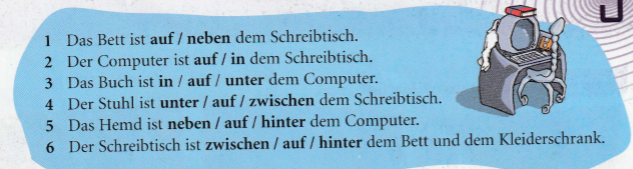 1 Das Bett ist auf / neben dem Schreibtisch.
2 Der Computer ist auf / in dem Schreibtisch.
3 Das Buch ist in / auf / unter dem Computer.
4 Der Stuhl ist unter / auf / zwischen dem Schreibtisch.
5 Das Hemd ist neben / auf / hinter dem Computer.
6 Der Schreibtisch ist zwischen / auf / hinter dem Bett und dem Kleiderschrank.